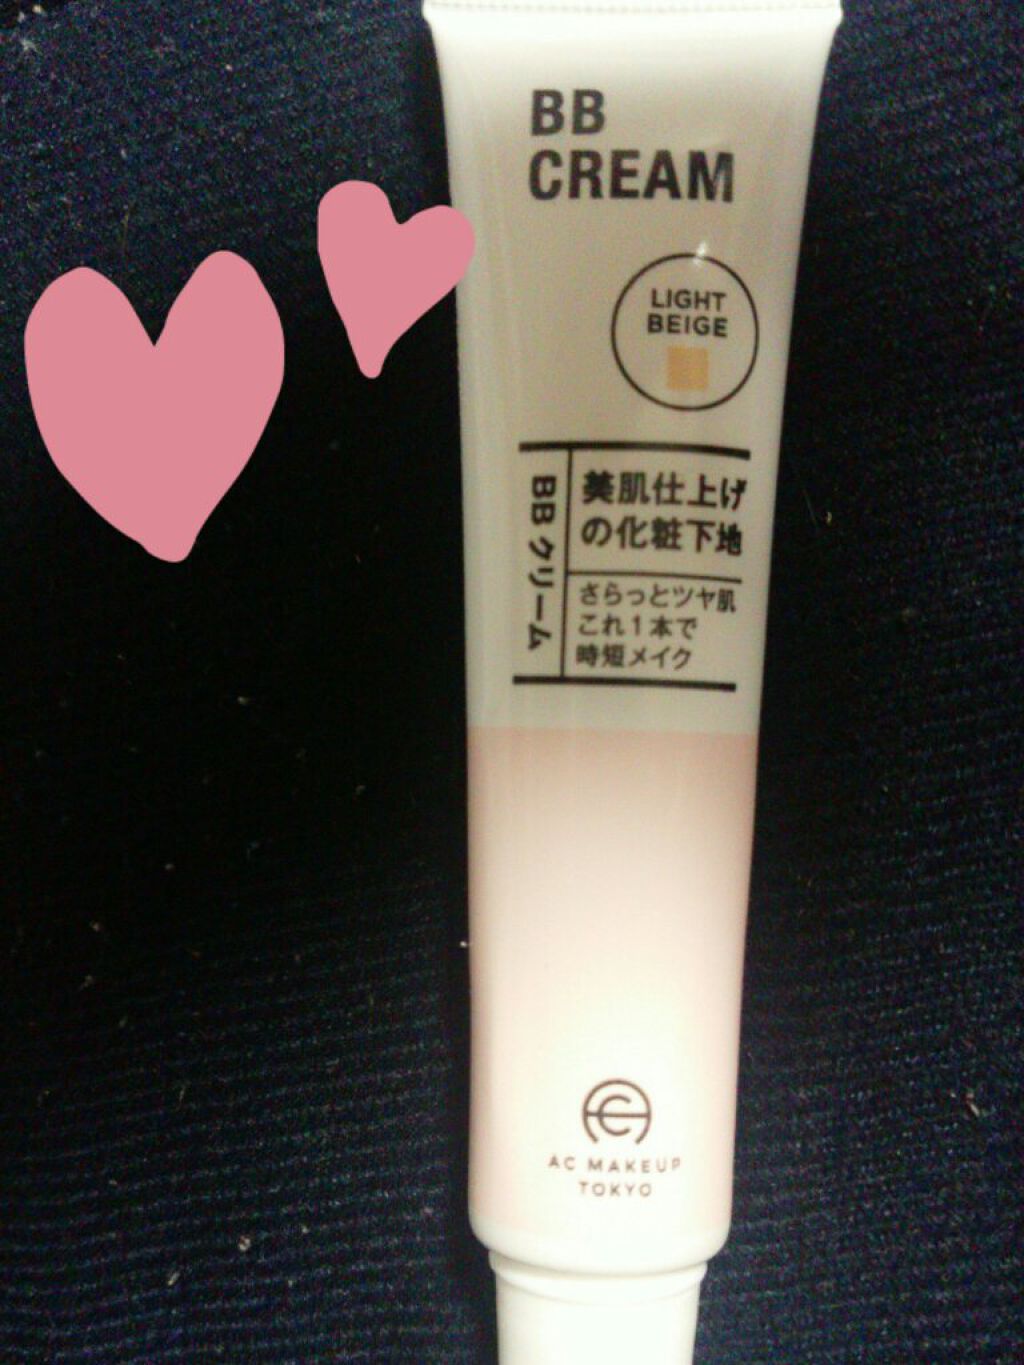 BB
CREAM
LIGHT
BEIGE
BBクリーム
美肌仕上げ
の化粧下地
さらっとツヤ肌
これ1本で
時短メイク
AC MAKEUP
TOKYO